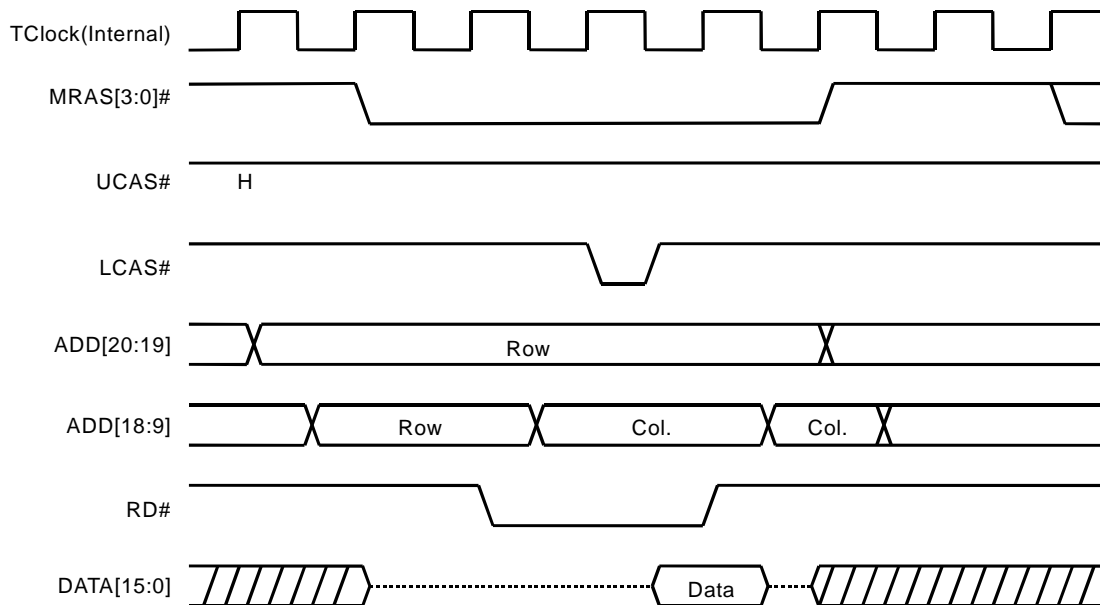 TClock(Internal)
MRAS[3:0]#
UCAS#
H
LCAS#
ADD[20:19]
Row
ADD[18:9]
Row
Col.
Col.
RD#
DATA[15:0]
Data